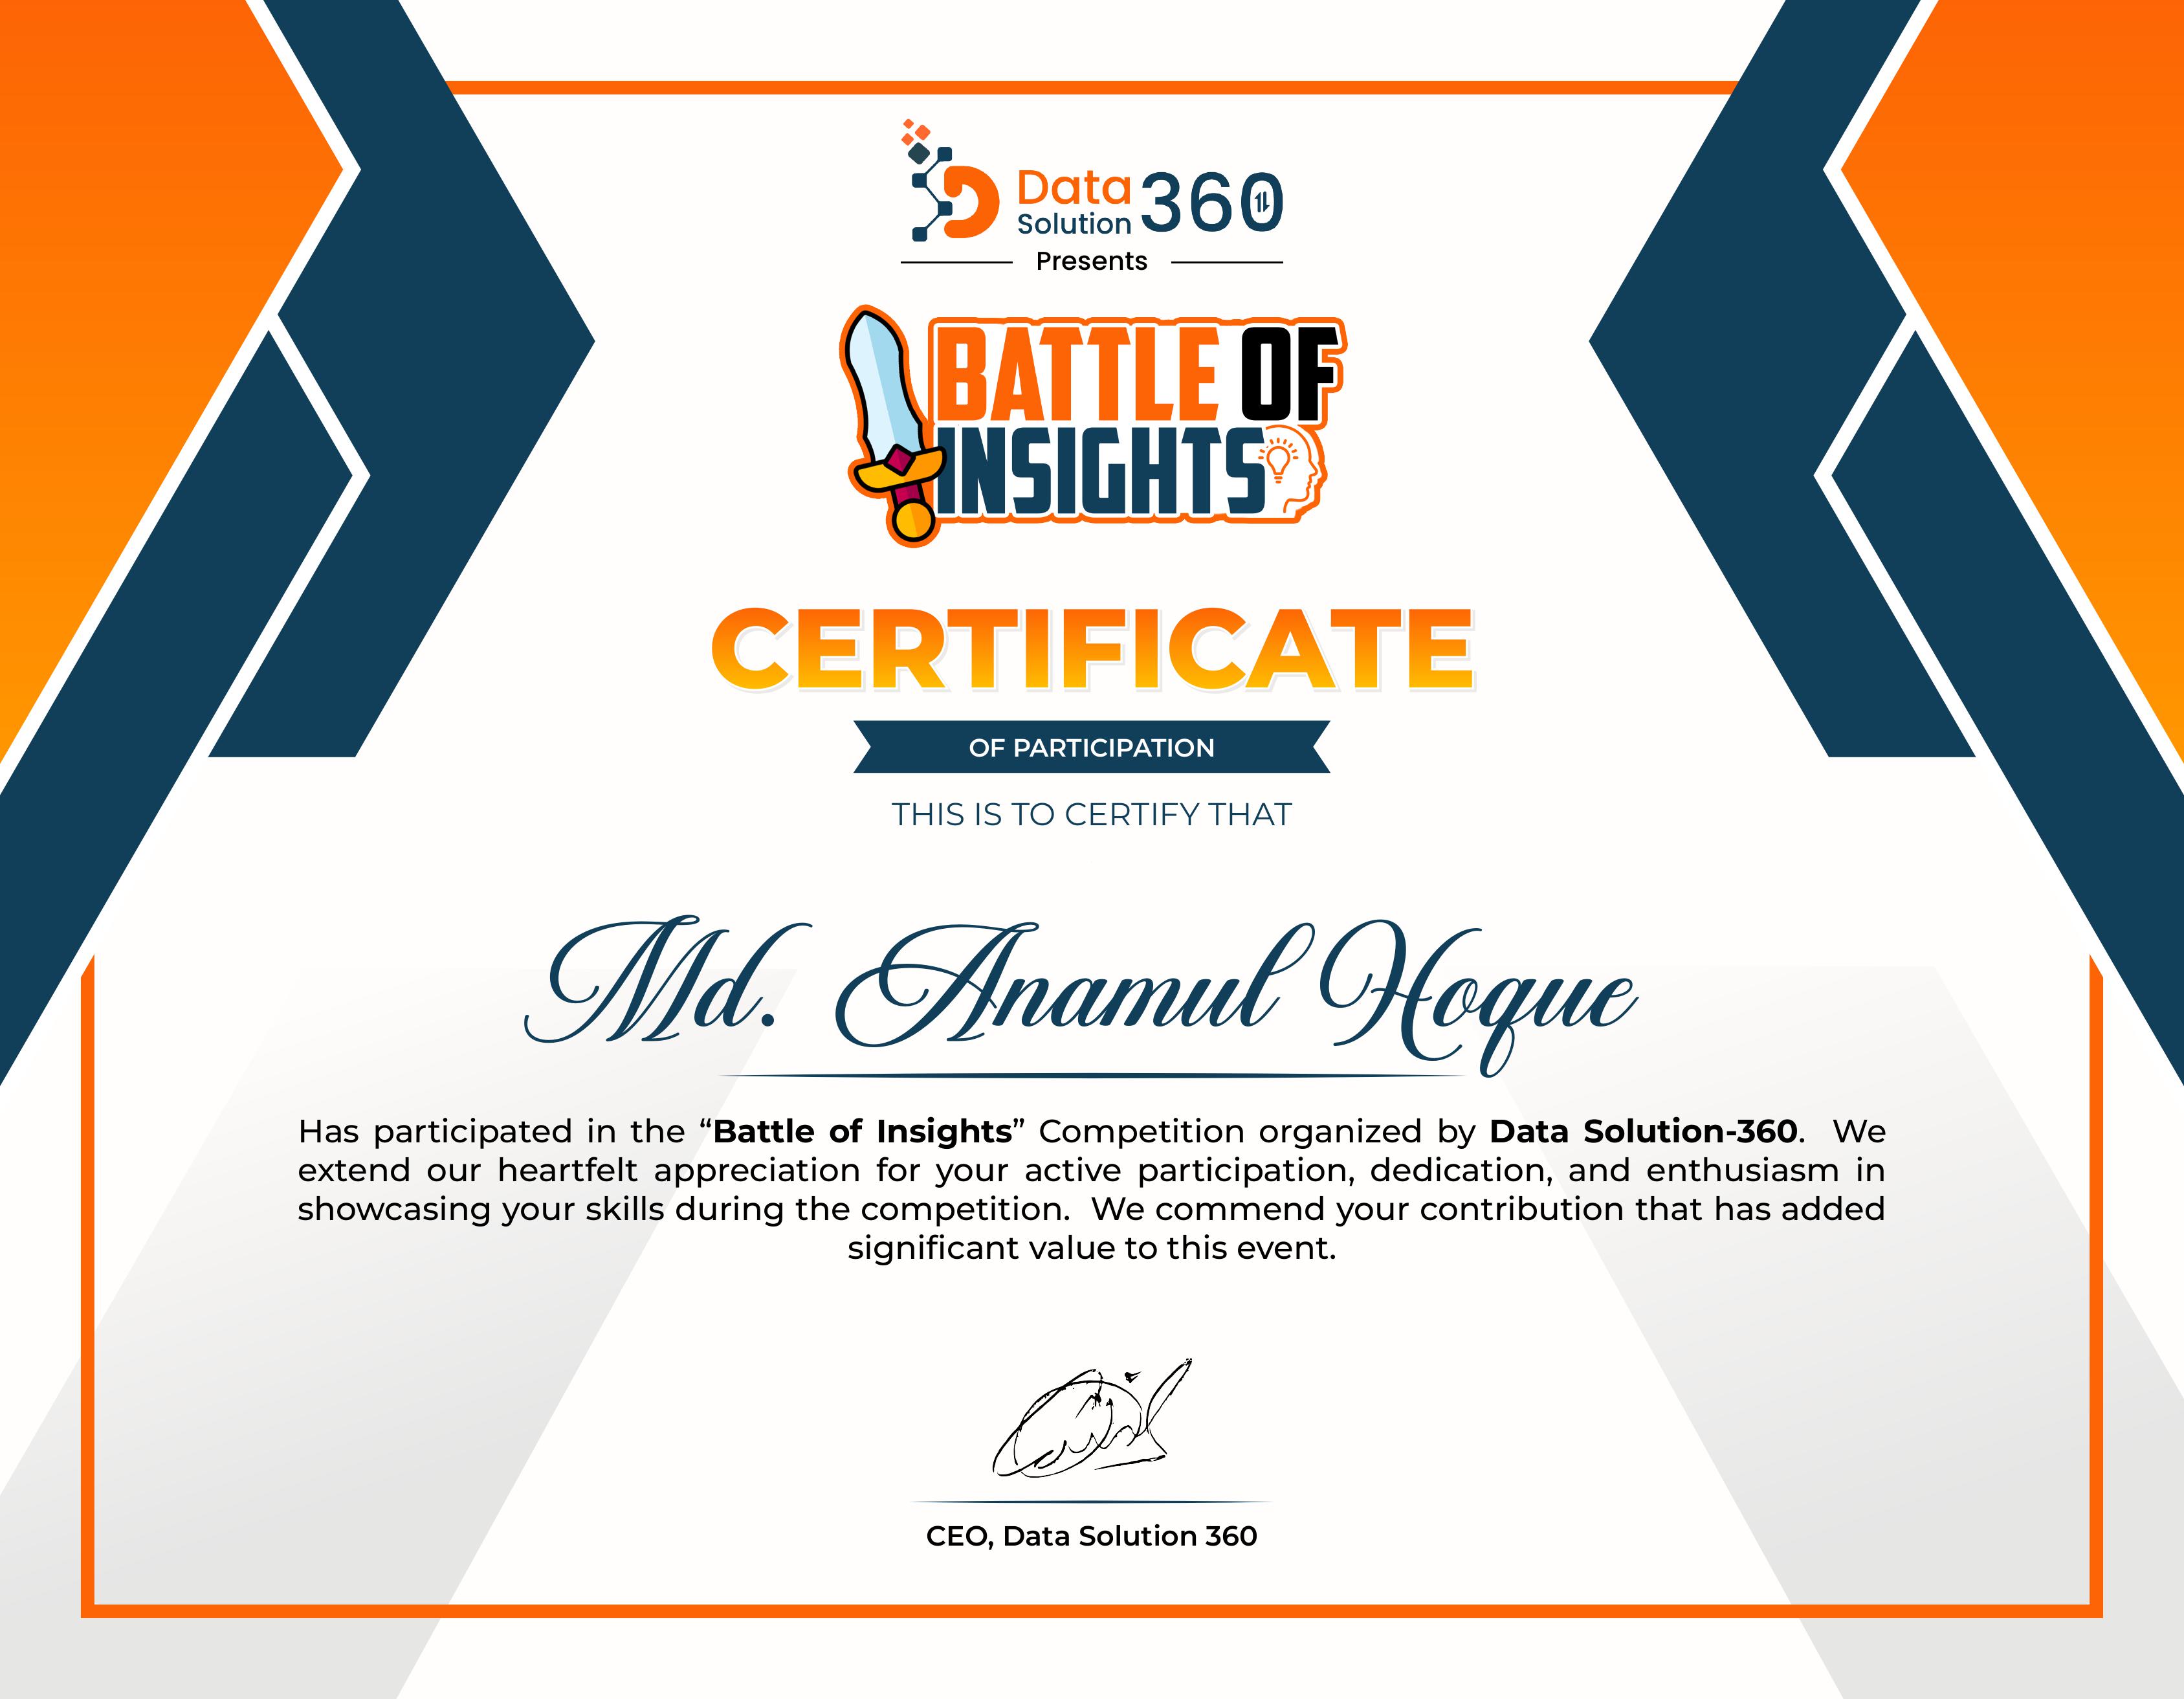 Data
Solution 360
Presents
BATTLE OF
INSIGHTS
CERTIFICATE
OF PARTICIPATION
THIS IS TO CERTIFY THAT
Md. Anamul Hoque
Has participated in the “Battle of Insights” Competition organized by Data Solution-360. We
extend our heartfelt appreciation for your active participation, dedication, and enthusiasm in
showcasing your skills during the competition. We commend your contribution that has added
significant value to this event.
CEO, Data Solution 360